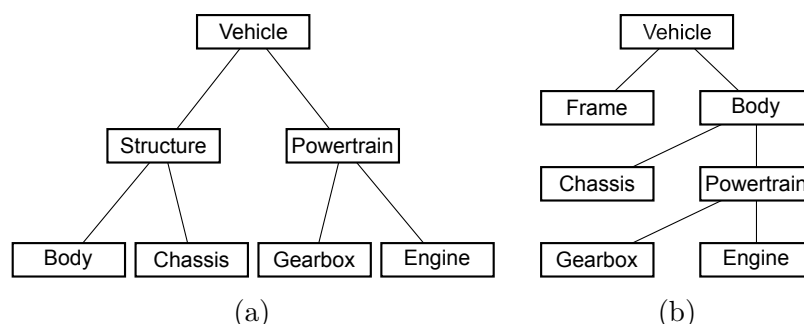 Vehicle
Structure
Powertrain
Body
Chassis
Gearbox
Engine
(a)
Vehicle
Frame
Body
Chassis
Powertrain
Gearbox
Engine
(b)